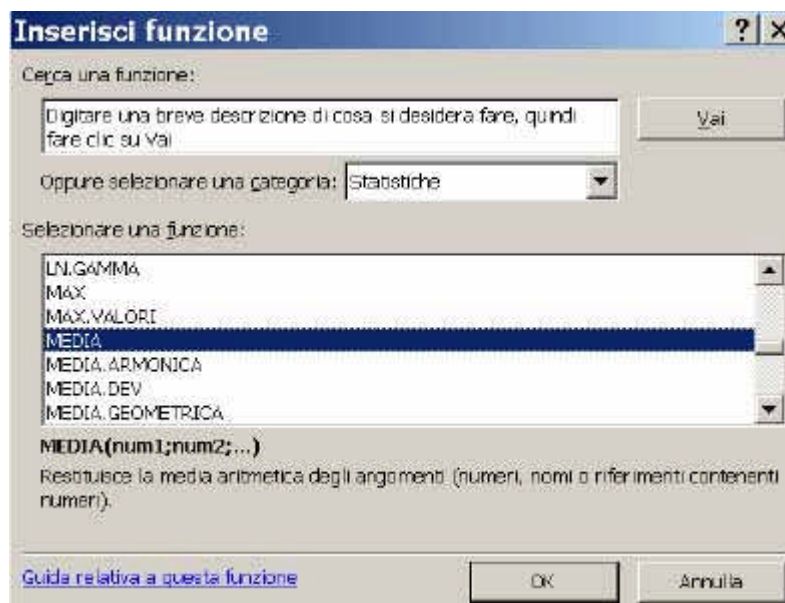 Inserisci funzione
Cerca una funzione:
Digitare una breve descrizione di cosa si desidera fare, quindi
fare clic su Vai
Vai
Oppure selezionare una categoria: Statistiche
Selezionare una funzione:
LN.GAMMA
MAX
MAX.VALORI
MEDIA
MEDIA.ARMONICA
MEDIA.DEV
MEDIA.GEOMETRICA
MEDIA(num1;num2;...)
Restituisce la media aritmetica degli argomenti (numeri, nomi o riferimenti contenenti
numeri).
Guida relativa a questa funzione
OK
Annulla